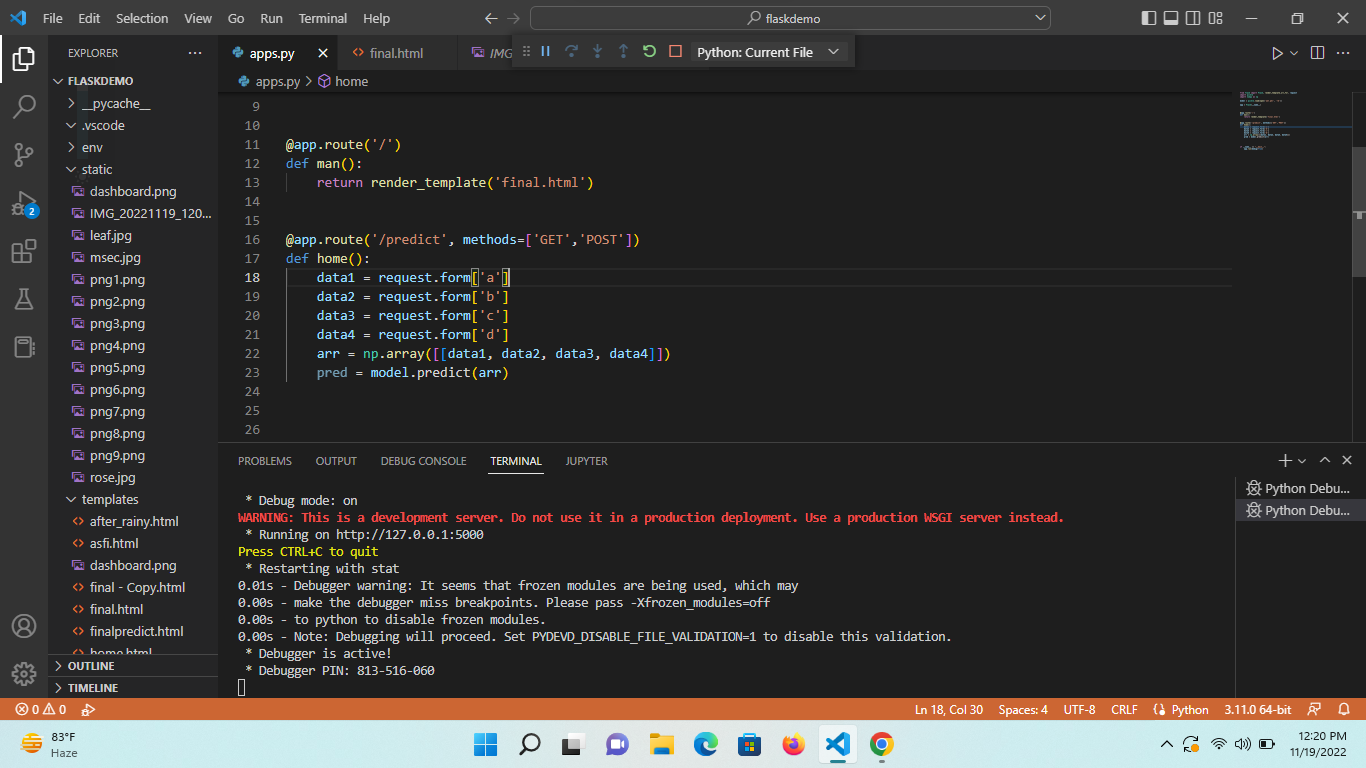 File Edit Selection View Go Run Terminal Help
flaskdemo
EXPLORER
FLASKDEMO
__pycache__
.vscode
env
static
dashboard.png
IMG_20221119_120...
leaf.jpg
msec.jpg
png1.png
png2.png
png3.png
png4.png
png5.png
png6.png
png7.png
png8.png
png9.png
rose.jpg
templates
after_rainy.html
asfi.html
dashboard.png
final - Copy.html
final.html
finalpredict.html
home.html
OUTLINE
TIMELINE
2
apps.py
final.html
IMG
Python: Current File
apps.py > home
9
10
11 @app.route('/')
12 def man():
13 return render_template('final.html')
14
15
16 @app.route('/predict', methods=['GET','POST'])
17 def home():
18 data1 = request.form['a']
19 data2 = request.form['b']
20 data3 = request.form['c']
21 data4 = request.form['d']
22 arr = np.array([[data1, data2, data3, data4]])
23 pred = model.predict(arr)
24
25
26
PROBLEMS OUTPUT DEBUG CONSOLE TERMINAL JUPYTER
* Debug mode: on
WARNING: This is a development server. Do not use it in a production deployment. Use a production WSGI server instead.
* Running on http://127.0.0.1:5000
Press CTRL+C to quit
* Restarting with stat
0.01s - Debugger warning: It seems that frozen modules are being used, which may
0.00s - make the debugger miss breakpoints. Please pass -Xfrozen_modules=off
0.00s - to python to disable frozen modules.
0.00s - Note: Debugging will proceed. Set PYDEVD_DISABLE_FILE_VALIDATION=1 to disable this validation.
* Debugger is active!
* Debugger PIN: 813-516-060
Python Debu...
Python Debu...
0 0
Ln 18, Col 30 Spaces: 4 UTF-8 CRLF Python 3.11.0 64-bit
83°F
Haze
12:20 PM
11/19/2022